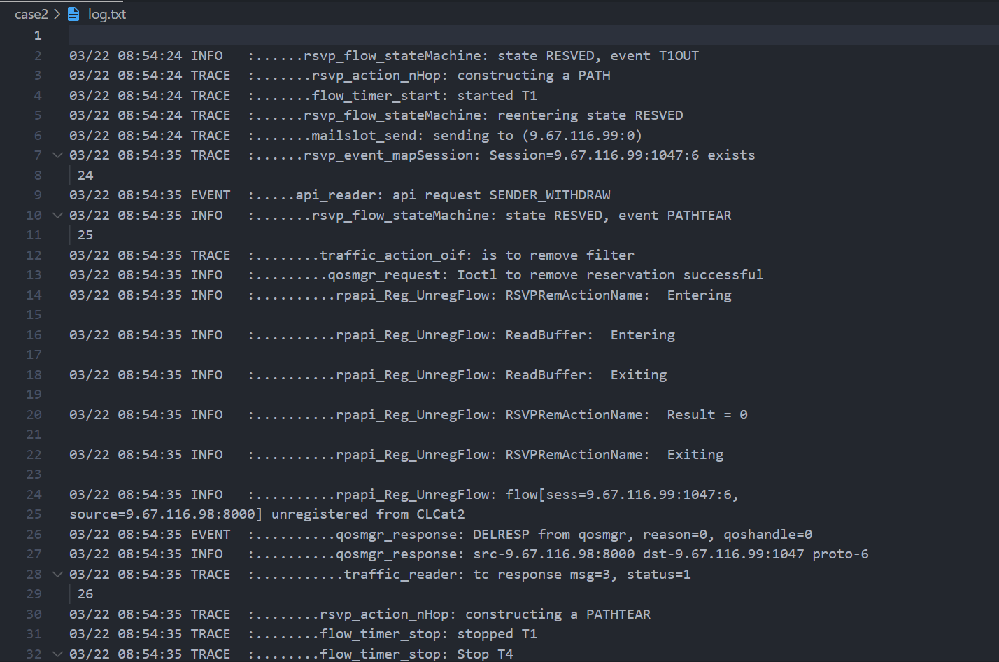 case2 > log.txt
1
2 03/22 08:54:24 INFO   :.......rsvp_flow_stateMachine: state RESVED, event T1OUT
3 03/22 08:54:24 TRACE  :........rsvp_action_nHop: constructing a PATH
4 03/22 08:54:24 TRACE  :........flow_timer_start: started T1
5 03/22 08:54:24 TRACE  :.......rsvp_flow_stateMachine: reentering state RESVED
6 03/22 08:54:24 TRACE  :........mailslot_send: sending to (9.67.116.99:0)
7 03/22 08:54:35 TRACE  :.......rsvp_event_mapSession: Session=9.67.116.99:1047:6 exists
8  24
9 03/22 08:54:35 EVENT  :......api_reader: api request SENDER_WITHDRAW
10 03/22 08:54:35 INFO   :........rsvp_flow_stateMachine: state RESVED, event PATHTEAR
11  25
12 03/22 08:54:35 TRACE  :.........traffic_action_oif: is to remove filter
13 03/22 08:54:35 INFO   :..........qosmgr_request: Ioctl to remove reservation successful
14 03/22 08:54:35 INFO   :...........rpapi_Reg_UnregFlow: RSVPRemActionName:  Entering
15
16 03/22 08:54:35 INFO   :...........rpapi_Reg_UnregFlow: ReadBuffer:  Entering
17
18 03/22 08:54:35 INFO   :...........rpapi_Reg_UnregFlow: ReadBuffer:  Exiting
19
20 03/22 08:54:35 INFO   :...........rpapi_Reg_UnregFlow: RSVPRemActionName:  Result = 0
21
22 03/22 08:54:35 INFO   :...........rpapi_Reg_UnregFlow: RSVPRemActionName:  Exiting
23
24 03/22 08:54:35 INFO   :...........rpapi_Reg_UnregFlow: flow[sess=9.67.116.99:1047:6,
25 source=9.67.116.98:8000] unregistered from CLCat2
26 03/22 08:54:35 EVENT  :...........qosmgr_response: DELRESP from qosmgr, reason=0, qoshandle=0
27 03/22 08:54:35 INFO   :...........qosmgr_response: src-9.67.116.98:8000 dst-9.67.116.99:1047 proto-6
28 03/22 08:54:35 TRACE  :............traffic_reader: tc response msg=3, status=1
29  26
30 03/22 08:54:35 TRACE  :.........rsvp_action_nHop: constructing a PATHTEAR
31 03/22 08:54:35 TRACE  :.........flow_timer_stop: stopped T1
32 03/22 08:54:35 TRACE  :.........flow_timer_stop: Stop T4